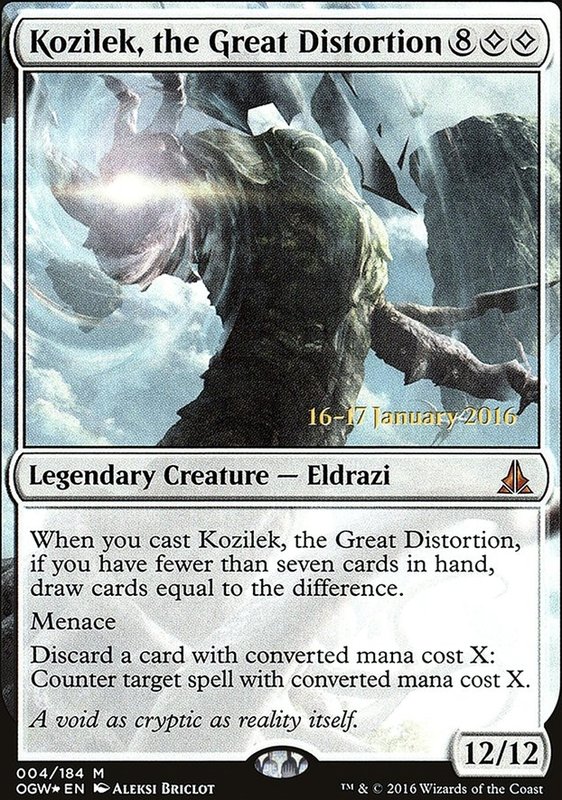 Kozilek, the Great Distortion 8
16-17 January 2016
Legendary Creature — Eldrazi
When you cast Kozilek, the Great Distortion,
if you have fewer than seven cards in hand,
draw cards equal to the difference.
Menace
Discard a card with converted mana cost X:
Counter target spell with converted mana cost X.
A void as cryptic as reality itself.
12/12
004/184 M
OGW★EN Aleksi Briclot
™ & © 2016 Wizards of the Coast